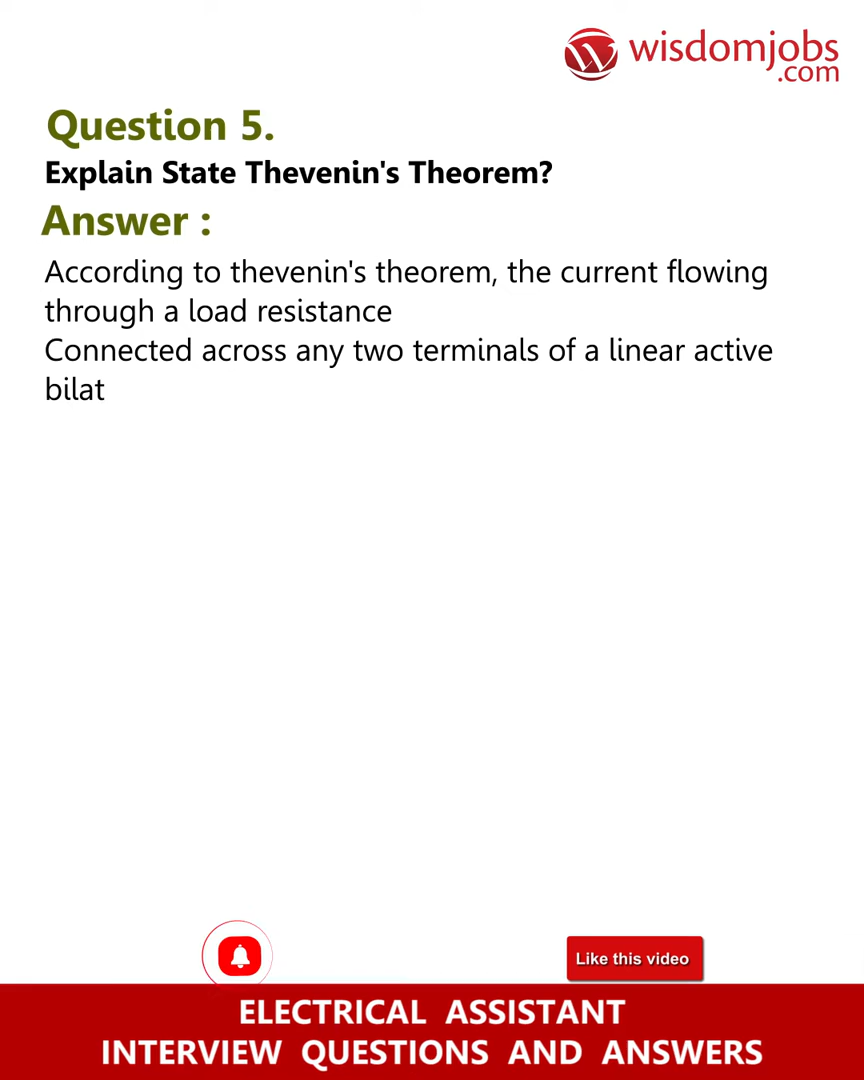 wisdomjobs
.com
Question 5.
Explain State Thevenin's Theorem?
Answer :
According to thevenin's theorem, the current flowing
through a load resistance
Connected across any two terminals of a linear active
bilat
Like this video
ELECTRICAL ASSISTANT
INTERVIEW QUESTIONS AND ANSWERS